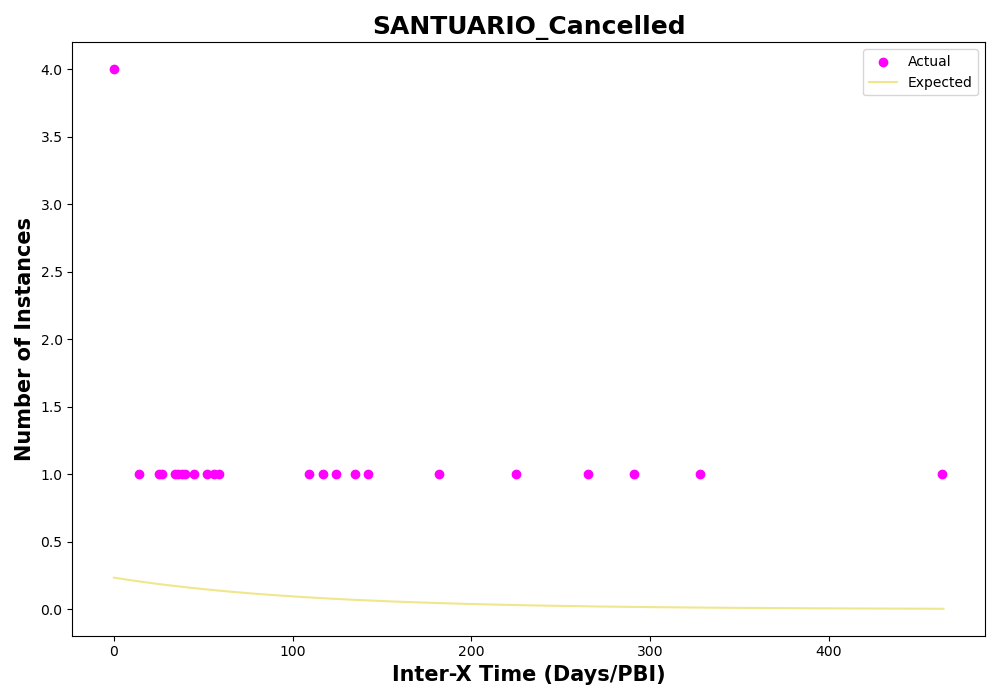 SANTUARIO_Cancelled
Actual
Expected
Number of Instances
4.0
3.5
3.0
2.5
2.0
1.5
1.0
0.5
0.0
0 100 200 300 400
Inter-X Time (Days/PBI)